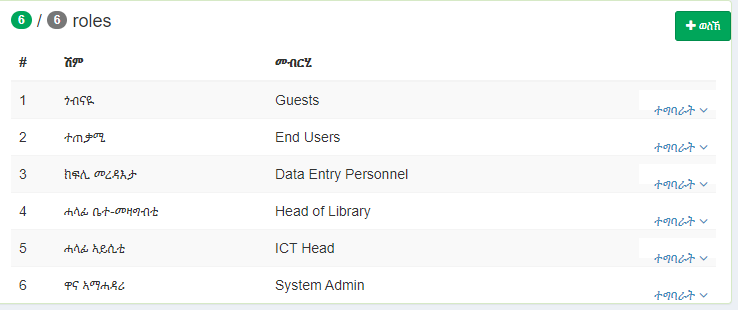 6 / 6 roles
ወስኽ
# ሽም መብርሂ
1 ጎብናዪ Guests ተግባራት
2 ተጠቃሚ End Users ተግባራት
3 ክፍሊ መረዳእታ Data Entry Personnel ተግባራት
4 ሓላፊ ቤተ-መዛግብቲ Head of Library ተግባራት
5 ሓላፊ ኣይሲቲ ICT Head ተግባራት
6 ዋና ኣማሓዳሪ System Admin ተግባራት